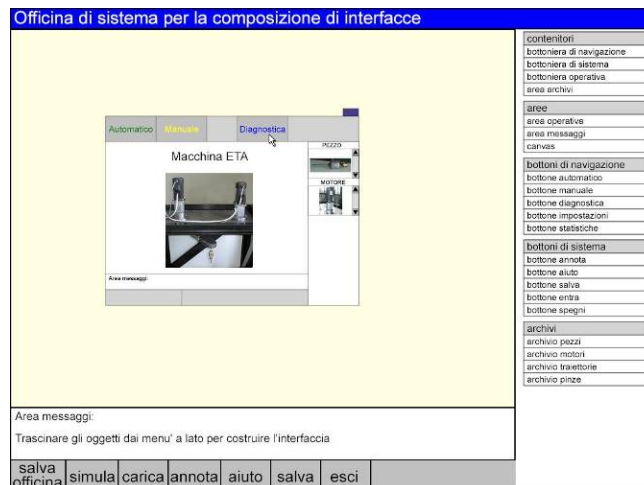 Officina di sistema per la composizione di interfacce
Automatico Manuale Diagnostica
Macchina ETA
PEZZO
MOTORE
Area messaggi:
contenitori
bottoniera di navigazione
bottoniera di sistema
bottoniera operativa
area archivi
aree
area operativa
area messaggi
canvas
bottoni di navigazione
bottone automatico
bottone manuale
bottone diagnostica
bottone impostazioni
bottone statistiche
bottoni di sistema
bottone annota
bottone aiuto
bottone salva
bottone entra
bottone spegni
archivi
archivio pezzi
archivio motori
archivio traiettorie
archivio pinze
Area messaggi:
Trascinare gli oggetti dai menu' a lato per costruire l'interfaccia
salva officina
simula
carica
annota
aiuto
salva
esci